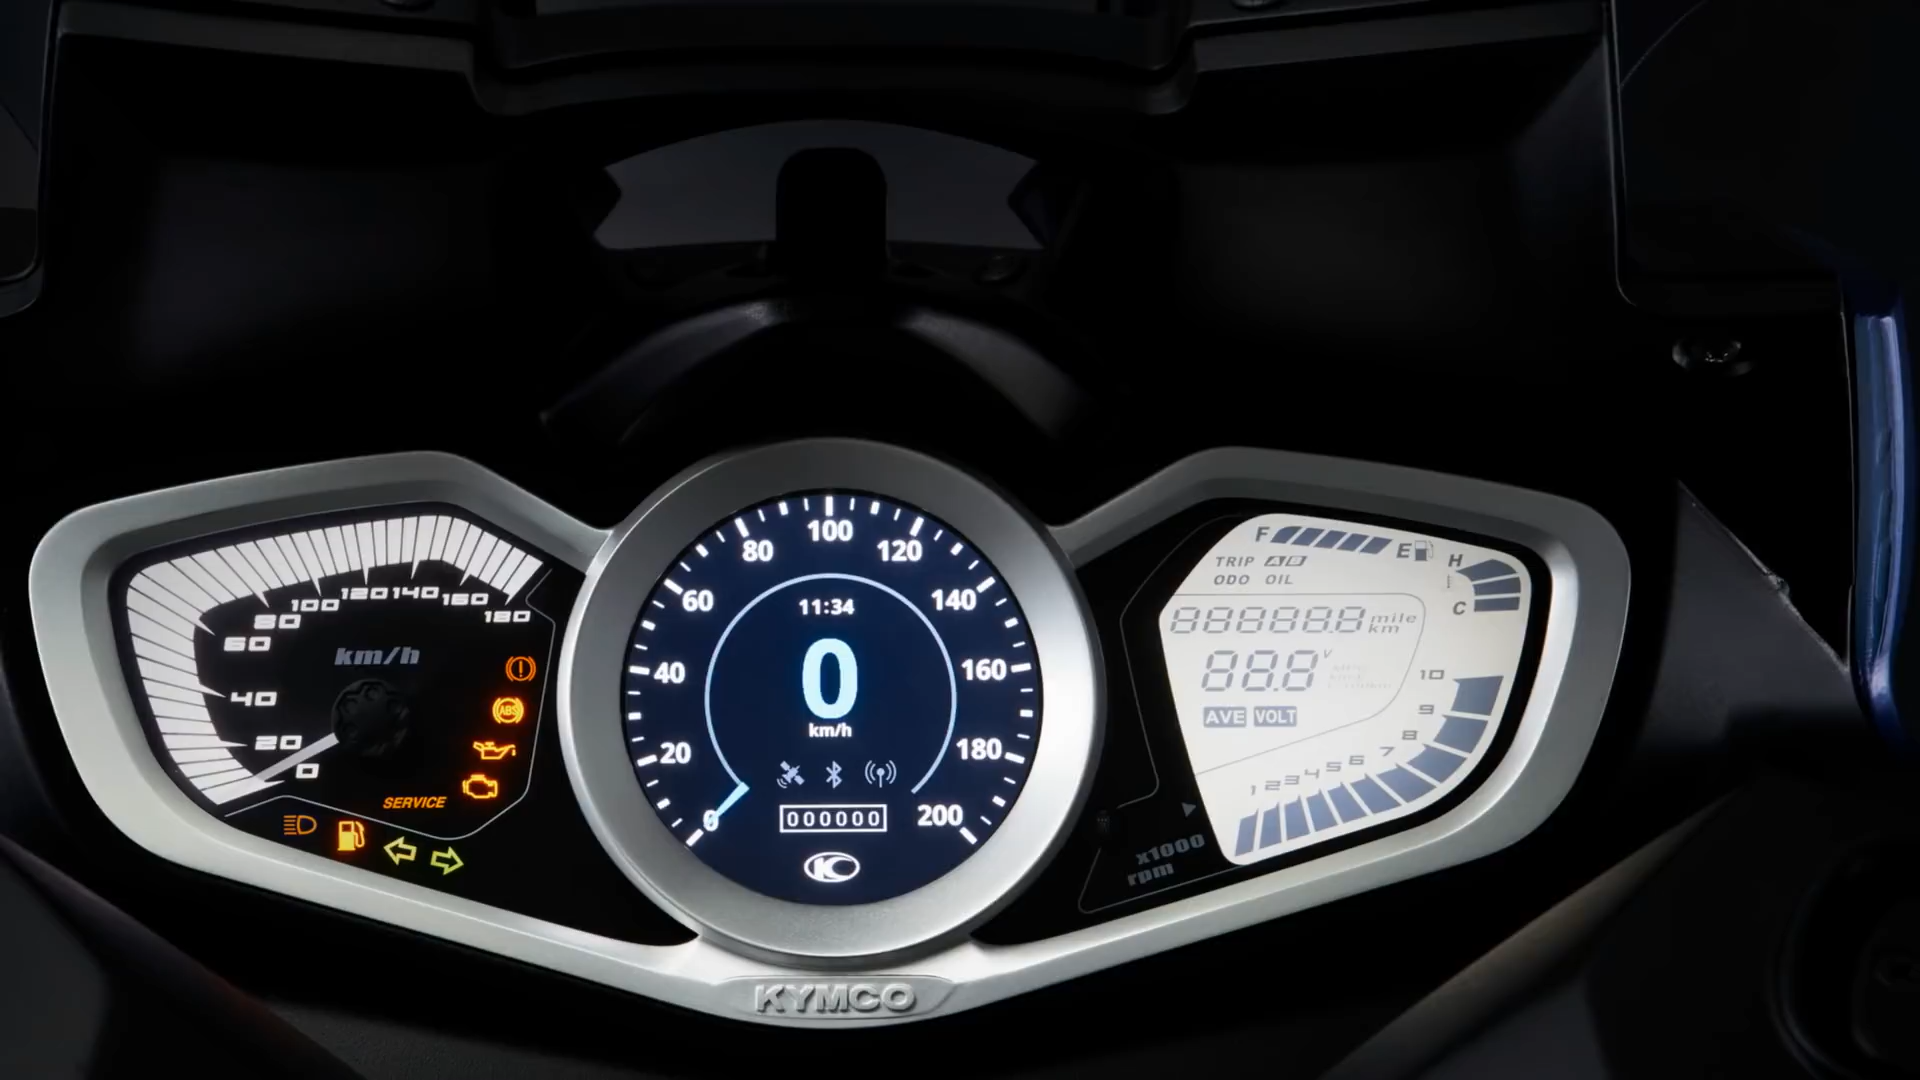 0
20
40
60
80
100
120
140
160
180
km/h
ABS
SERVICE
0
20
40
60
80
100
120
140
160
180
200
11:34
0
km/h
000000
KC
F
E
H
C
TRIP A B
ODO OIL
888888.8 mile
km
88.8 V
AVE VOLT
1
2
3
4
5
6
7
8
9
10
x1000
rpm
KYMCO